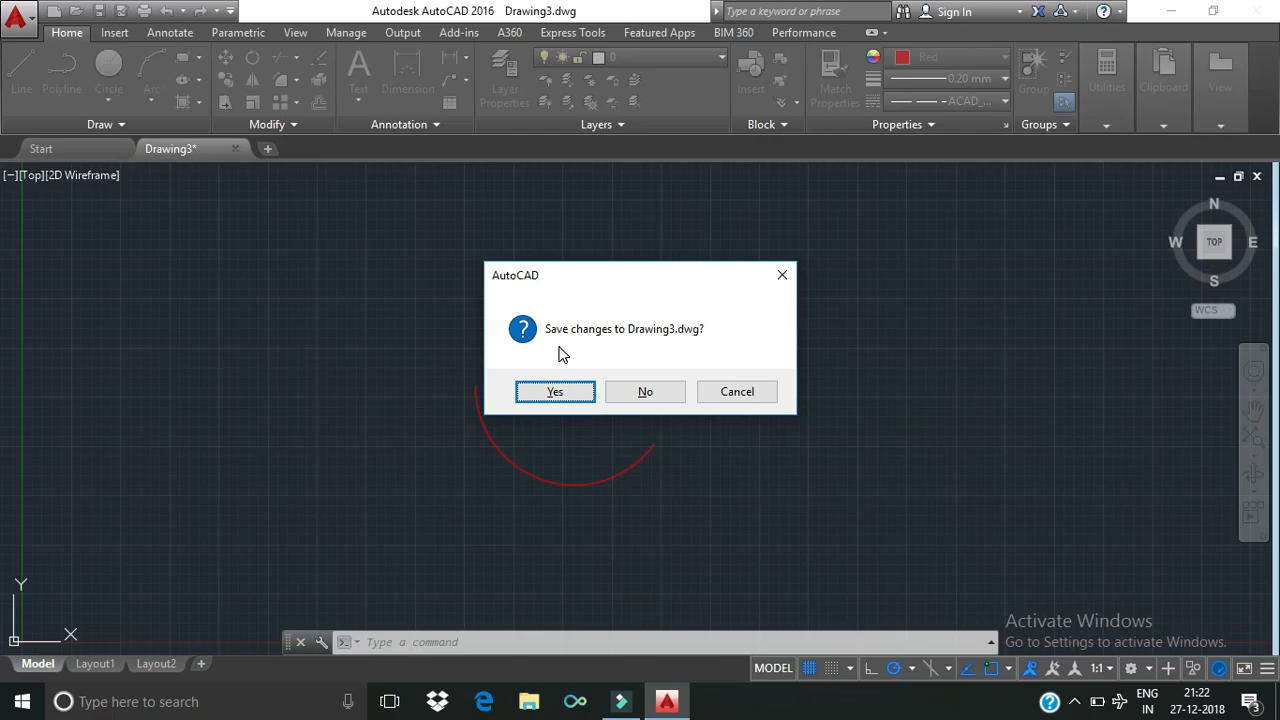 Autodesk AutoCAD 2016 Drawing3.dwg
Type a keyword or phrase
Sign In
Home Insert Annotate Parametric View Manage Output Add-ins A360 Express Tools Featured Apps BIM 360 Performance
Line Polyline Circle Arc
Draw
Modify
Text Dimension
Annotation
Layer Properties
0
Layers
Insert
Block
Match Properties
Red
0.20 mm
ACAD_...
Properties
Group
Groups
Utilities
Clipboard
View
Start
Drawing3*
[−][Top][2D Wireframe]
N
W TOP E
S
WCS
AutoCAD
Save changes to Drawing3.dwg?
Yes No Cancel
Y
X
Type a command
Activate Windows
Go to Settings to activate Windows.
Model Layout1 Layout2
MODEL
1:1
Type here to search
ENG
IN
21:22
27-12-2018
3